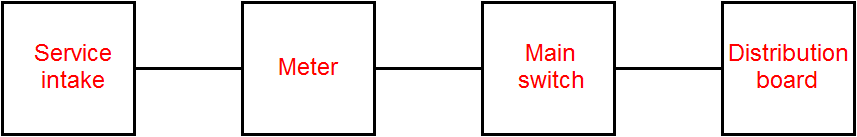 Service
intake
Meter
Main
switch
Distribution
board